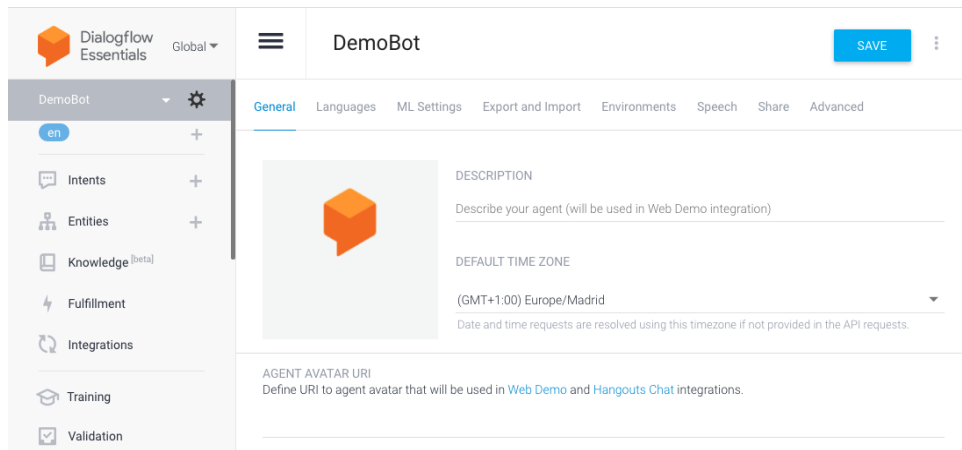 Dialogflow
Essentials
Global
DemoBot
SAVE
DemoBot
en
Intents
Entities
Knowledge [beta]
Fulfillment
Integrations
Training
Validation
General Languages ML Settings Export and Import Environments Speech Share Advanced
DESCRIPTION
Describe your agent (will be used in Web Demo integration)
DEFAULT TIME ZONE
(GMT+1:00) Europe/Madrid
Date and time requests are resolved using this timezone if not provided in the API requests.
AGENT AVATAR URI
Define URI to agent avatar that will be used in Web Demo and Hangouts Chat integrations.